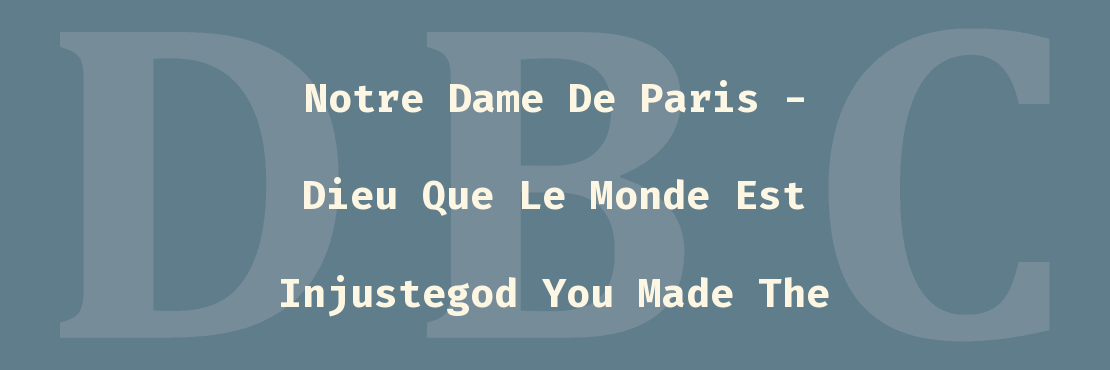 DBC
Notre Dame De Paris -
Dieu Que Le Monde Est
Injustegod You Made The